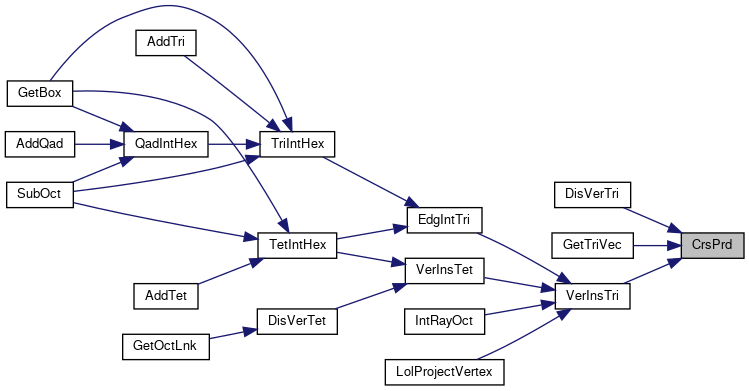 AddTri
GetBox
AddQad
QadIntHex
TriIntHex
SubOct
DisVerTri
EdgIntTri
TetIntHex
GetTriVec
CrsPrd
VerInsTet
AddTet
VerInsTri
DisVerTet
IntRayOct
GetOctLnk
LolProjectVertex